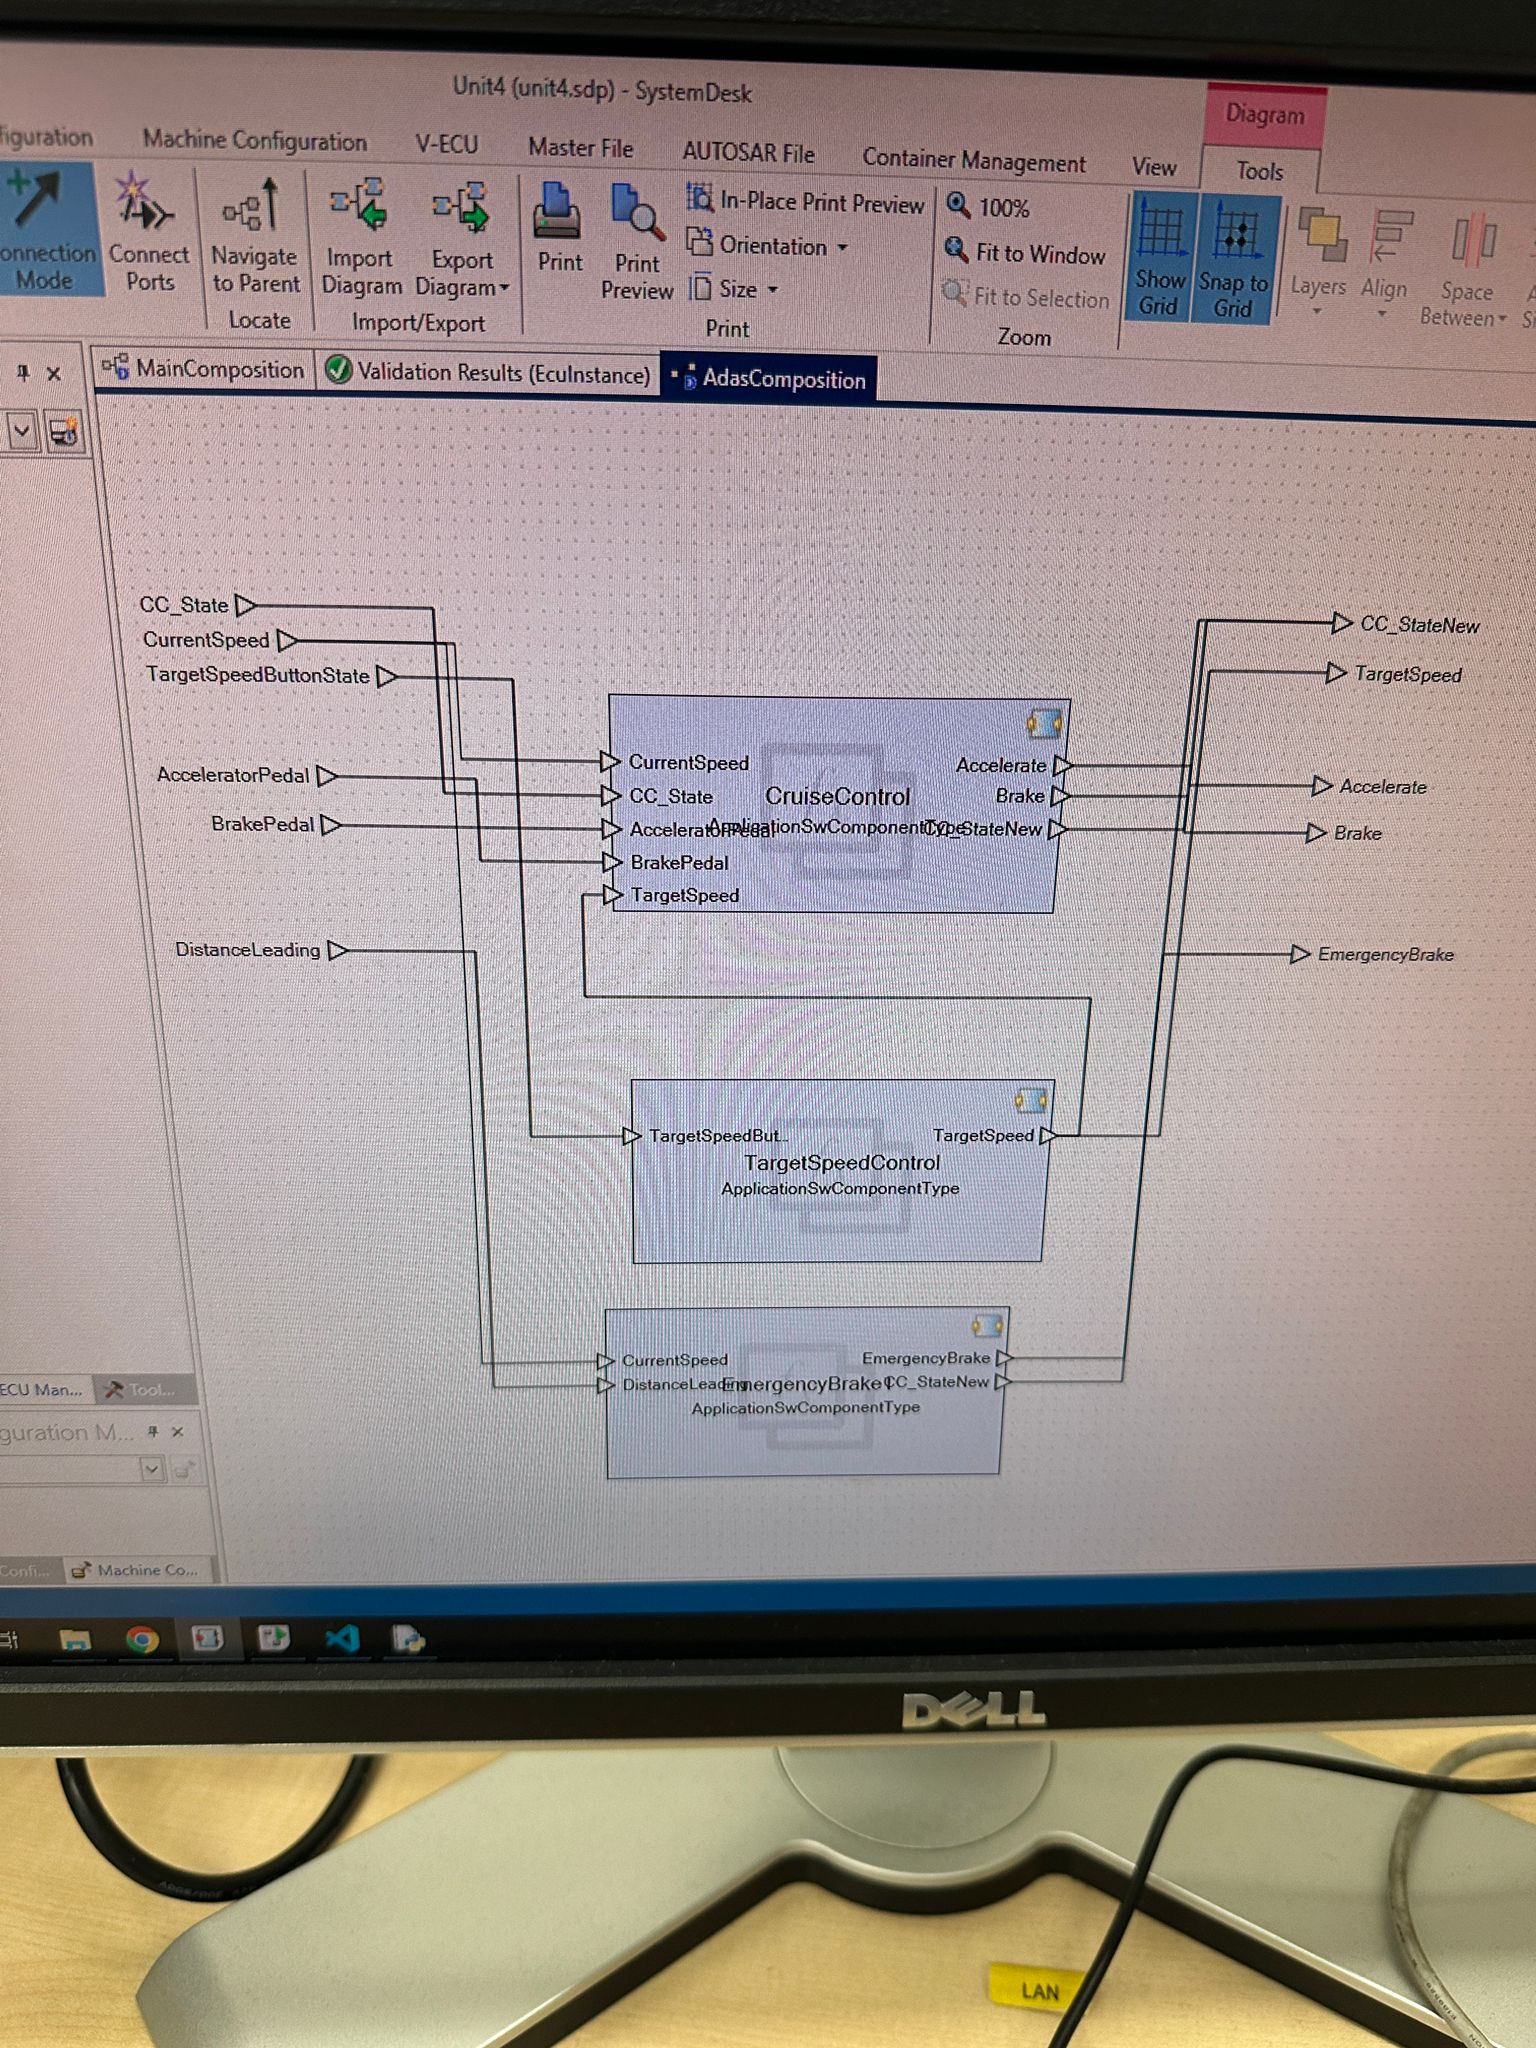 Unit4 (unit4.sdp) - SystemDesk
Diagram
figuration Machine Configuration V-ECU Master File AUTOSAR File Container Management View Tools
onnection Mode
Connect Ports
Navigate to Parent
Import Diagram
Export Diagram
Print
Print Preview
In-Place Print Preview
Orientation
Size
100%
Fit to Window
Fit to Selection
Show Grid
Snap to Grid
Layers
Align
Space Between
Locate
Import/Export
Print
Zoom
MainComposition
Validation Results (EcuInstance)
AdasComposition
CC_State
CurrentSpeed
TargetSpeedButtonState
AcceleratorPedal
BrakePedal
DistanceLeading
CurrentSpeed
CC_State
AcceleratorPedal
BrakePedal
TargetSpeed
CruiseControl
ApplicationSwComponentType
Accelerate
Brake
CC_StateNew
TargetSpeedBut...
TargetSpeed
TargetSpeedControl
ApplicationSwComponentType
CurrentSpeed
DistanceLeading
EmergencyBrake
CC_StateNew
ApplicationSwComponentType
CC_StateNew
TargetSpeed
Accelerate
Brake
EmergencyBrake
ECU Man...
Tool...
guration M...
Confi...
Machine Co...
DELL
LAN